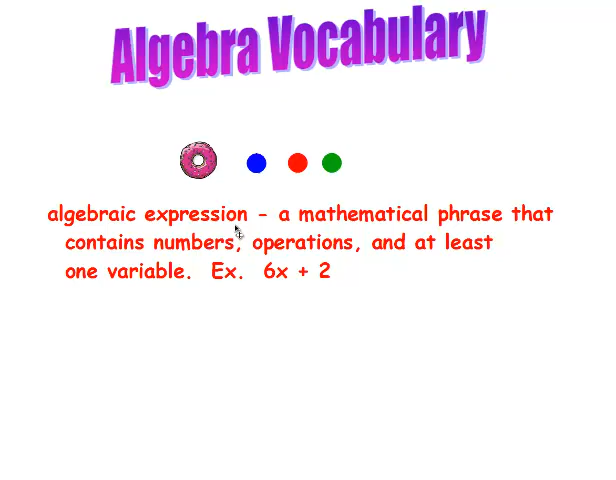 Algebra Vocabulary
algebraic expression - a mathematical phrase that
contains numbers, operations, and at least
one variable. Ex. 6x + 2